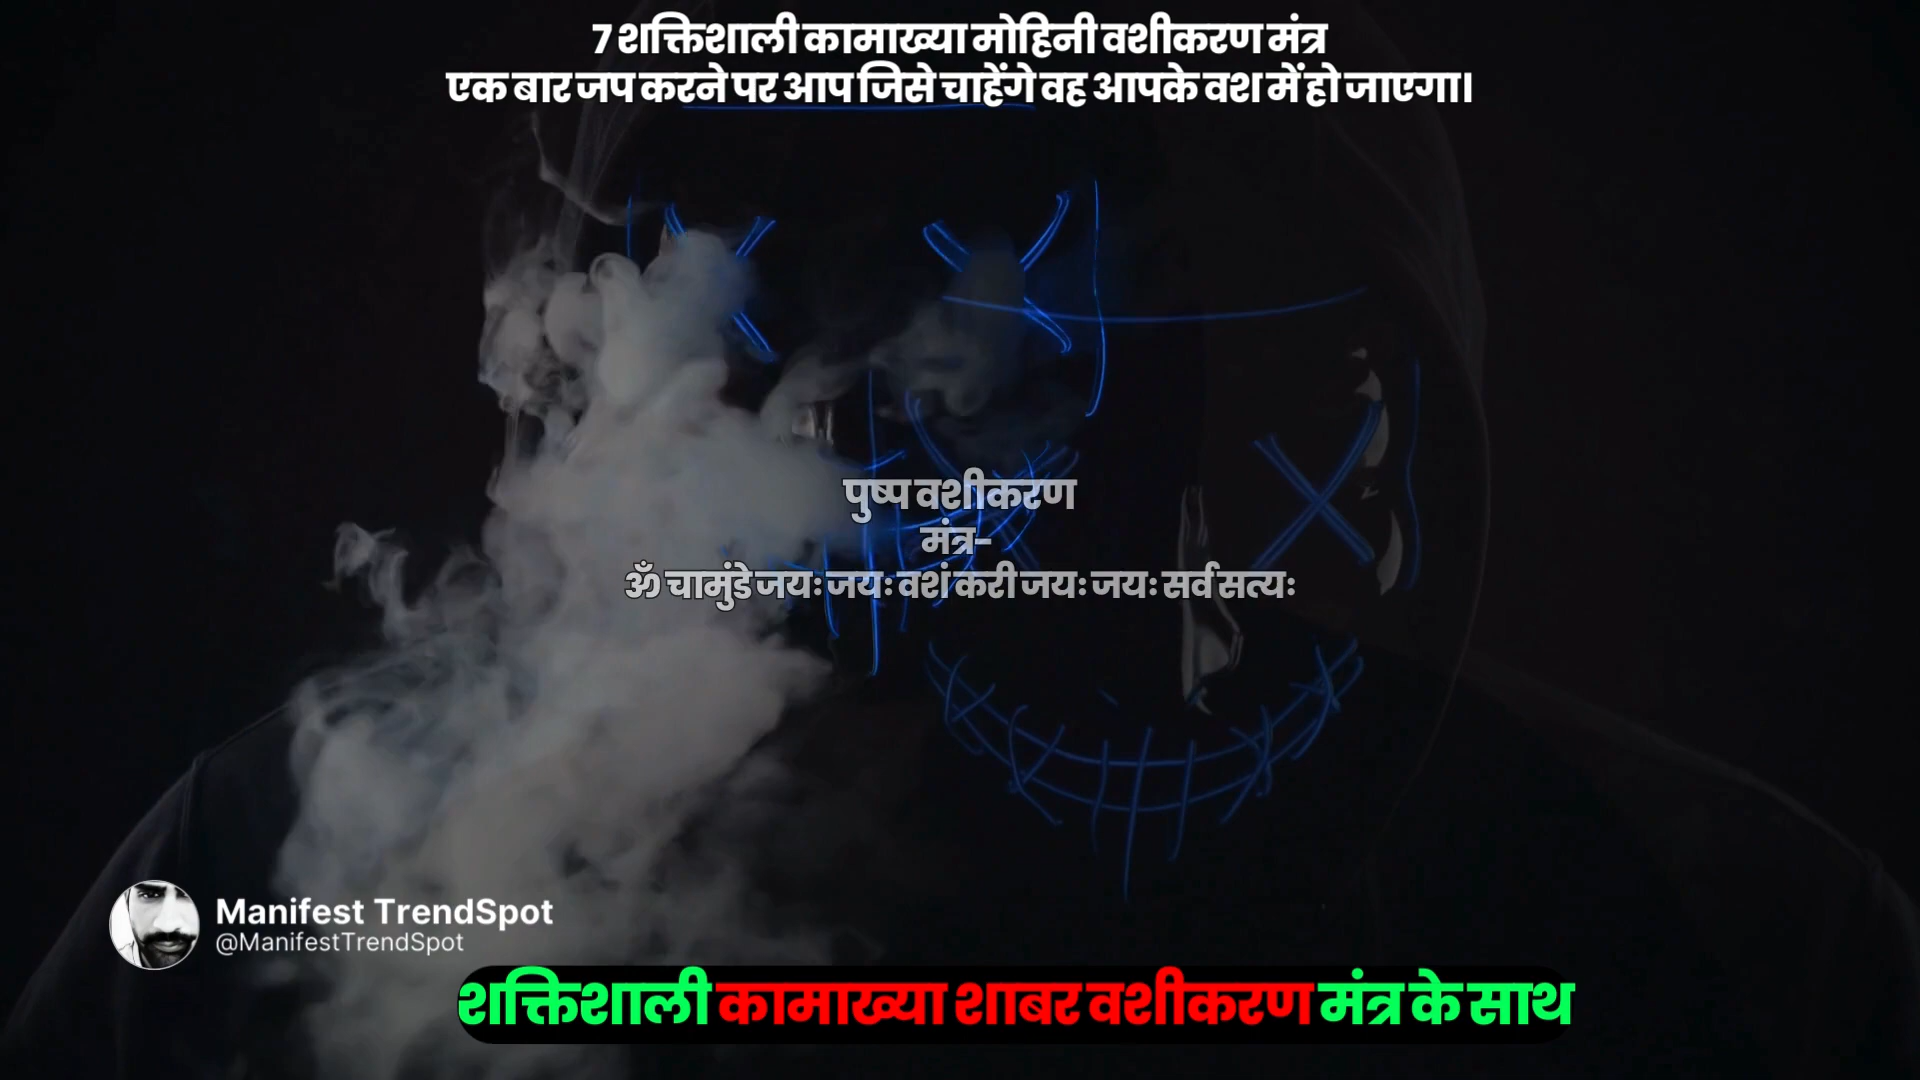 7 शक्तिशाली कामाख्या मोहिनी वशीकरण मंत्र
एक बार जप करने पर आप जिसे चाहेंगे वह आपके वश में हो जाएगा।
पुष्प वशीकरण
मंत्र-
ॐ चामुंडे जयः जयः वशं करी जयः जयः सर्व सत्यः
Manifest TrendSpot
@ManifestTrendSpot
शक्तिशाली कामाख्या शाबर वशीकरण मंत्र के साथ